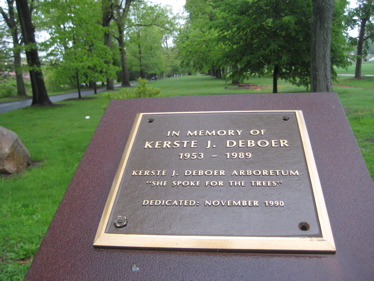 IN MEMORY OF
KERSTE J. DEBOER
1953 - 1989
KERSTE J. DEBOER ARBORETUM
"SHE SPOKE FOR THE TREES"
DEDICATED: NOVEMBER 1990